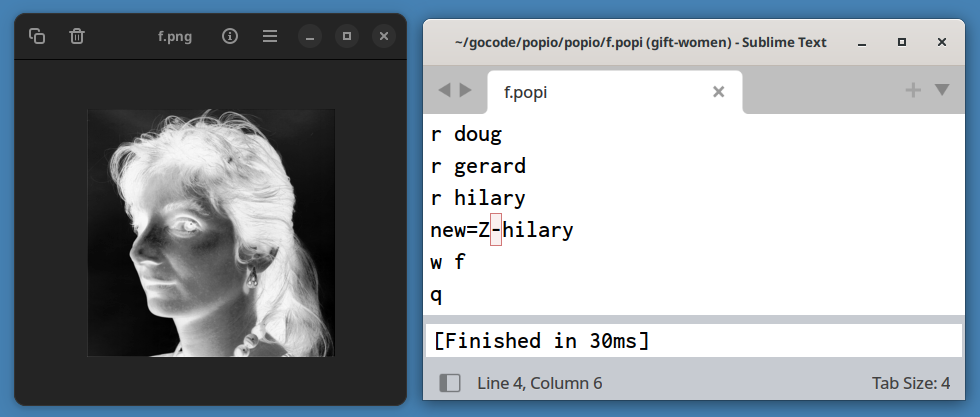 f.png
~/gocode/popio/popio/f.popi (gift-women) - Sublime Text
f.popi
r doug
r gerard
r hilary
new=Z-hilary
w f
q
[Finished in 30ms]
Line 4, Column 6
Tab Size: 4